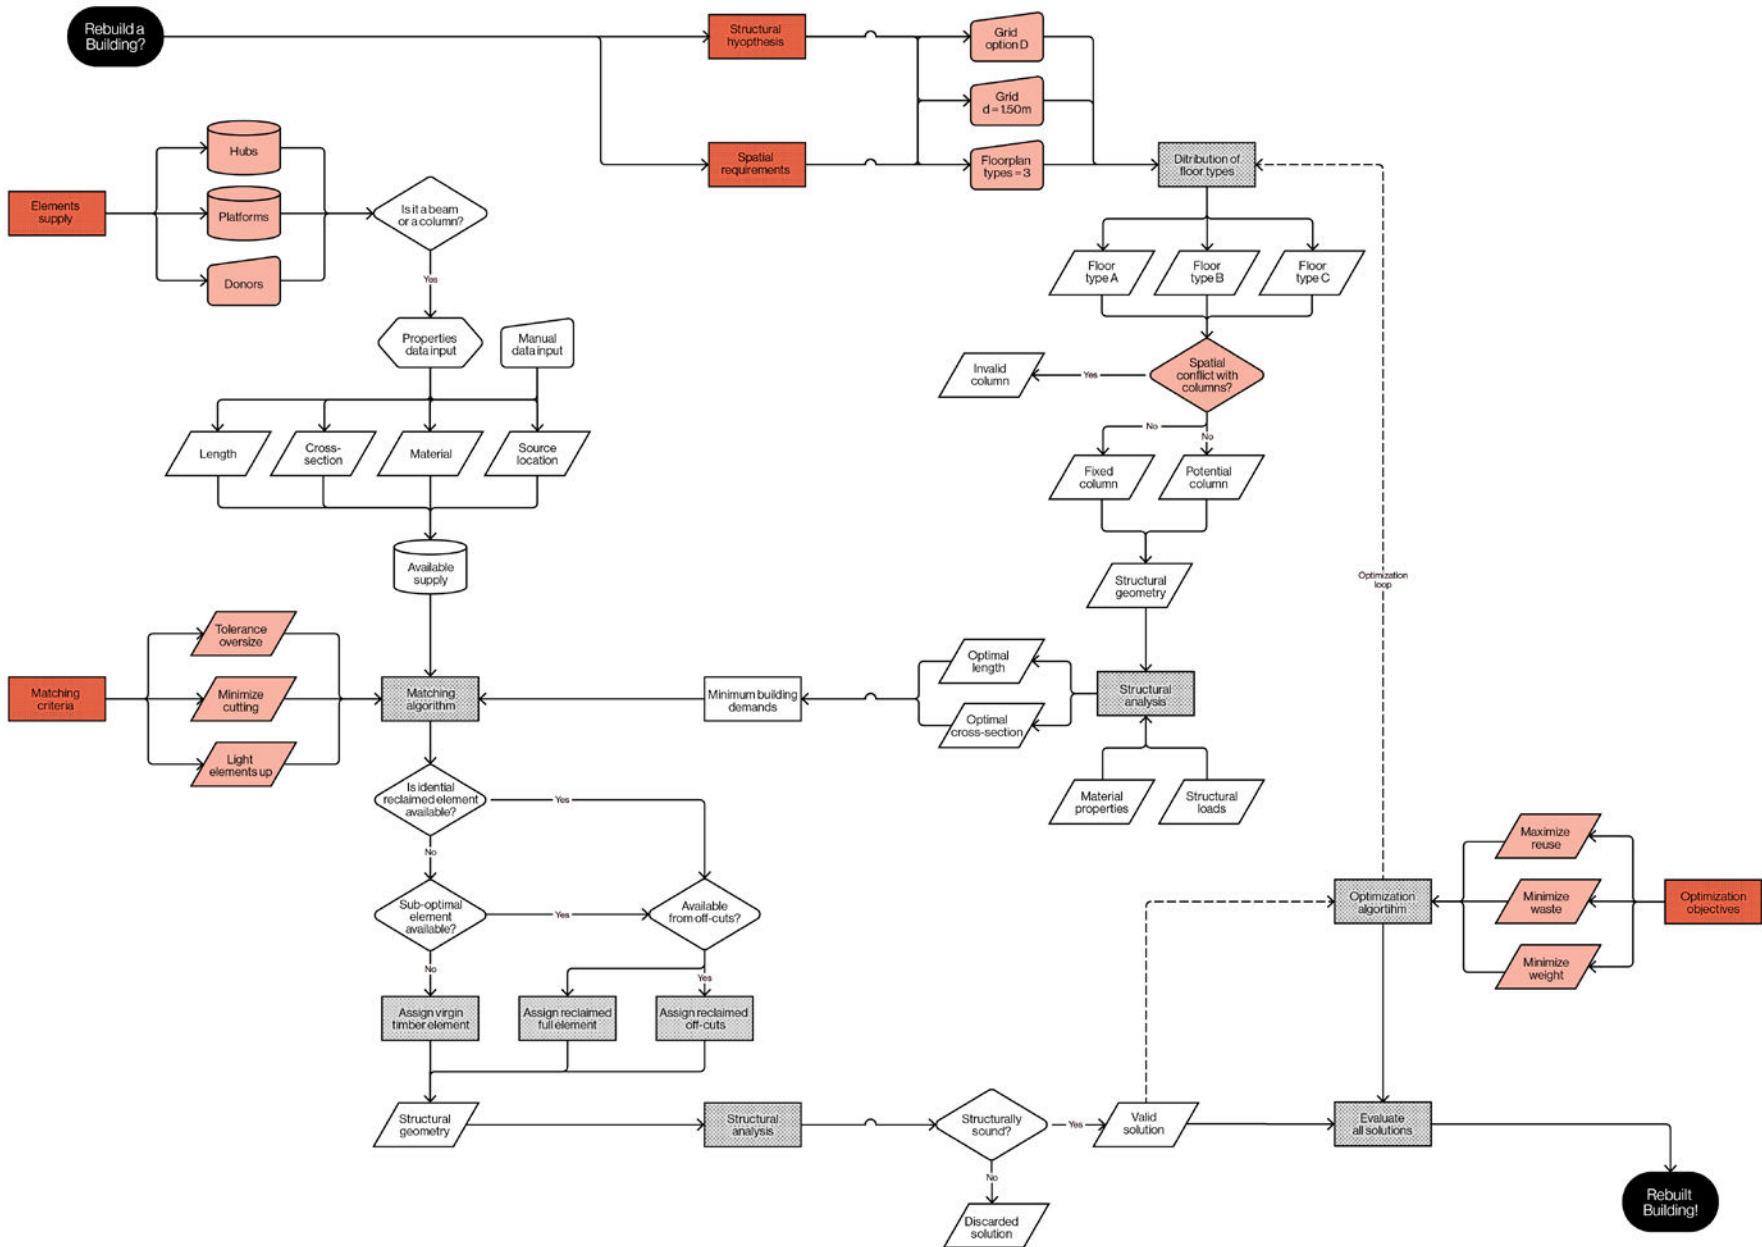 Rebuild a
Building?
Structural
hyopthesis
Grid
option D
Grid
d = 1.50m
Spatial
requirements
Floorplan
types = 3
Ditribution of
floor types
Hubs
Elements
supply
Platforms
Donors
Is it a beam
or a column?
Yes
Floor
type A
Floor
type B
Floor
type C
Properties
data input
Manual
data input
Invalid
column
Yes
Spatial
conflict with
columns?
No
No
Length
Cross-
section
Material
Source
location
Fixed
column
Potential
column
Available
supply
Structural
geometry
Optimization
loop
Tolerance
oversize
Matching
criteria
Minimize
cutting
Light
elements up
Matching
algorithm
Minimum building
demands
Optimal
length
Optimal
cross-section
Structural
analysis
Material
properties
Structural
loads
Is idential
reclaimed element
available?
Yes
No
Sub-optimal
element
available?
Yes
Available
from off-cuts?
No
Yes
Maximize
reuse
Optimization
algorithm
Minimize
waste
Optimization
objectives
Minimize
weight
Assign virgin
timber element
Assign reclaimed
full element
Assign reclaimed
off-cuts
Structural
geometry
Structural
analysis
Structurally
sound?
Yes
Valid
solution
Evaluate
all solutions
No
Discarded
solution
Rebuilt
Building!